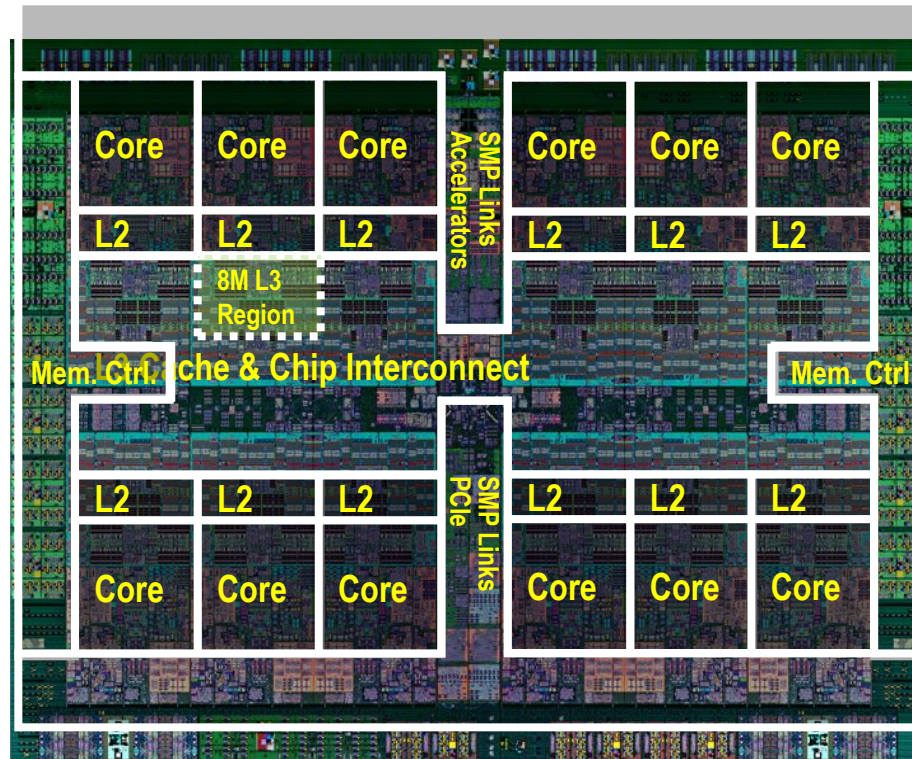 Core Core Core Core Core Core
SMP Links
Accelerators
L2 L2 L2 L2 L2 L2
8M L3
Region
Mem. Ctrl.
L3 Cache & Chip Interconnect
Mem. Ctrl
L2 L2 L2 L2 L2 L2
SMP Links
PCIe
Core Core Core Core Core Core